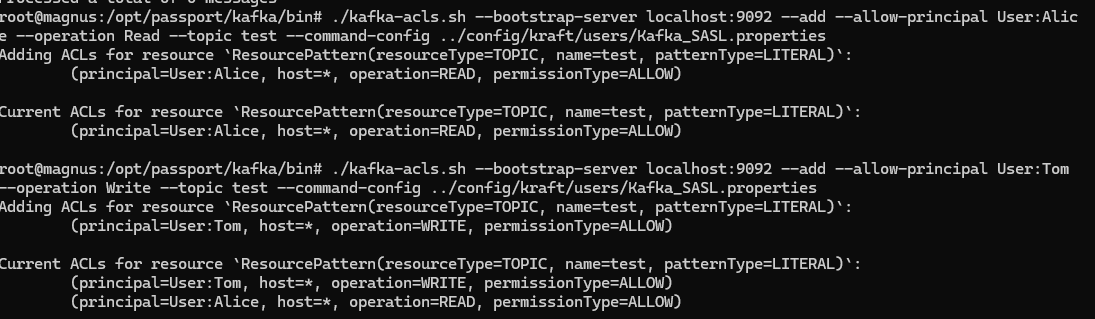 Processed a total of 0 messages
root@magnus:/opt/passport/kafka/bin# ./kafka-acls.sh --bootstrap-server localhost:9092 --add --allow-principal User:Alic
e --operation Read --topic test --command-config ../config/kraft/users/Kafka_SASL.properties
Adding ACLs for resource `ResourcePattern(resourceType=TOPIC, name=test, patternType=LITERAL)`:
        (principal=User:Alice, host=*, operation=READ, permissionType=ALLOW)

Current ACLs for resource `ResourcePattern(resourceType=TOPIC, name=test, patternType=LITERAL)`:
        (principal=User:Alice, host=*, operation=READ, permissionType=ALLOW)

root@magnus:/opt/passport/kafka/bin# ./kafka-acls.sh --bootstrap-server localhost:9092 --add --allow-principal User:Tom
--operation Write --topic test --command-config ../config/kraft/users/Kafka_SASL.properties
Adding ACLs for resource `ResourcePattern(resourceType=TOPIC, name=test, patternType=LITERAL)`:
        (principal=User:Tom, host=*, operation=WRITE, permissionType=ALLOW)

Current ACLs for resource `ResourcePattern(resourceType=TOPIC, name=test, patternType=LITERAL)`:
        (principal=User:Tom, host=*, operation=WRITE, permissionType=ALLOW)
        (principal=User:Alice, host=*, operation=READ, permissionType=ALLOW)